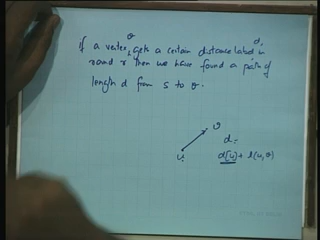 v d,
if a vertex gets a certain distance label in
round r then we have found a path of
length d from s to v.
v
d =
u d[u] + l(u,v)